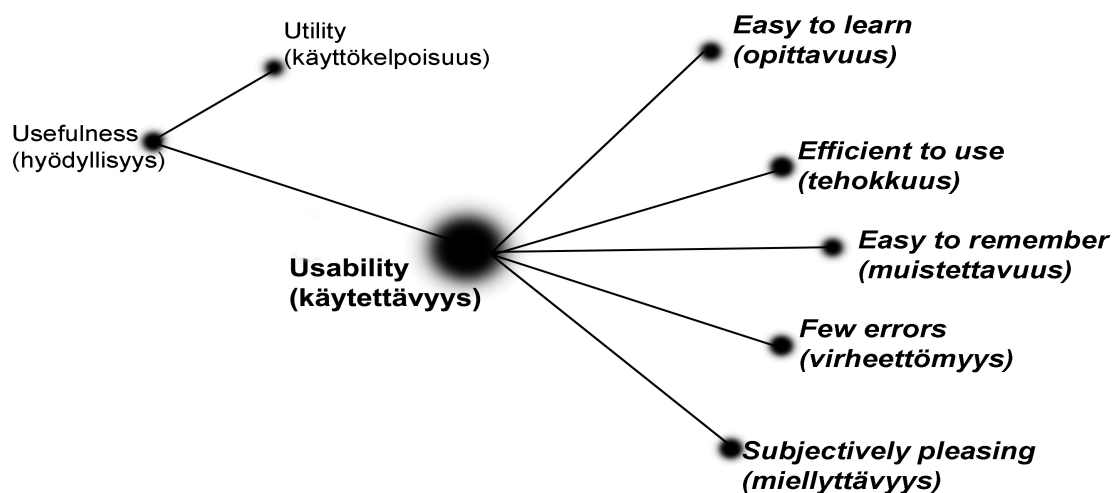 Utility
(käyttökelpoisuus)
Usefulness
(hyödyllisyys)
Usability
(käytettävyys)
Easy to learn
(opittavuus)
Efficient to use
(tehokkuus)
Easy to remember
(muistettavuus)
Few errors
(virheettömyys)
Subjectively pleasing
(miellyttävyys)